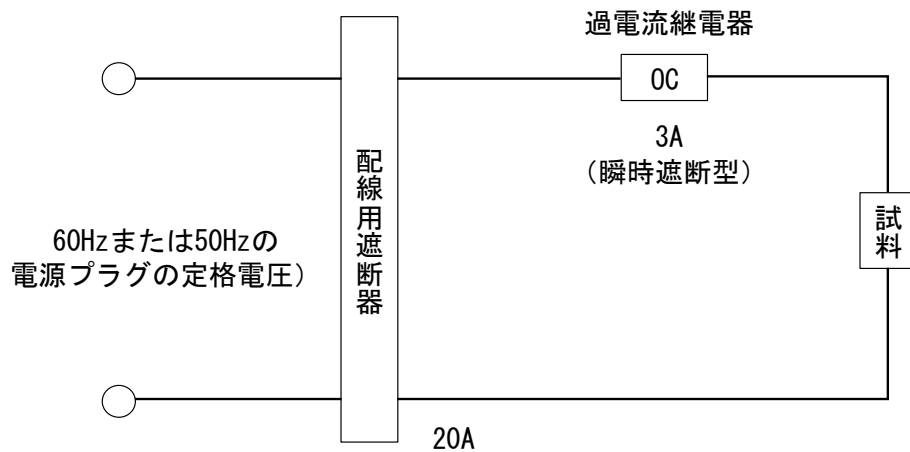 過電流継電器
OC
3A
（瞬時遮断型）
配線用遮断器
試料
60Hzまたは50Hzの
電源プラグの定格電圧）
20A